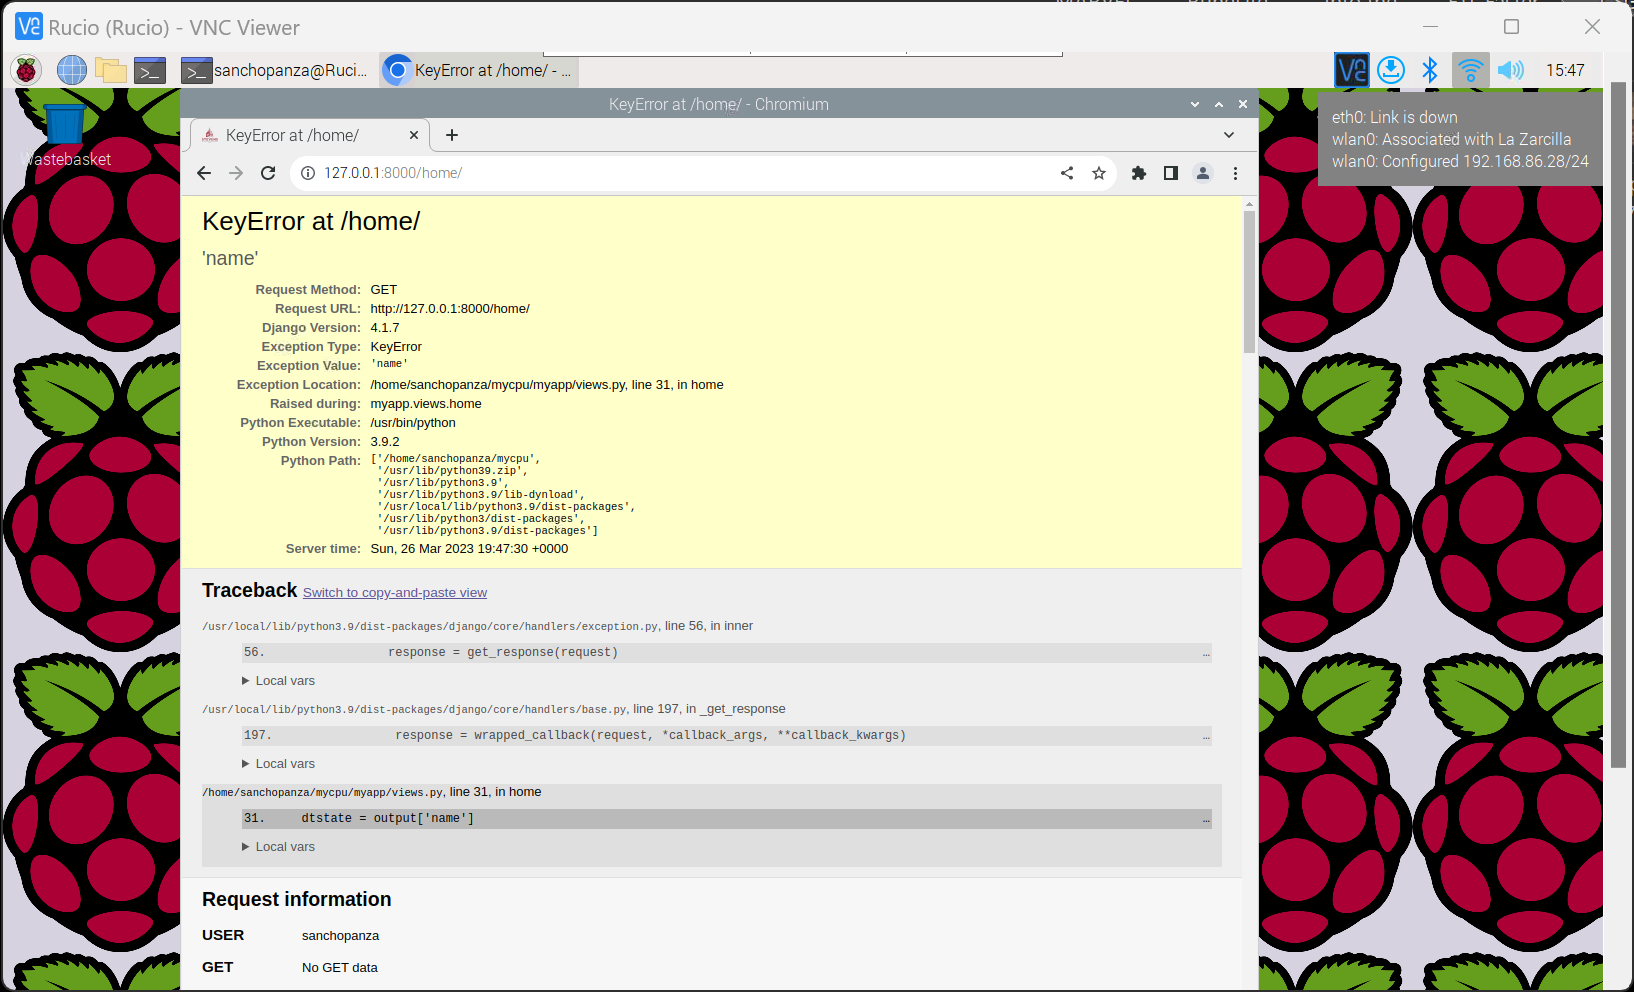 Rucio (Rucio) - VNC Viewer
sanchopanza@Ruci...
KeyError at /home/ - ...
15:47
Wastebasket
KeyError at /home/ - Chromium
eth0: Link is down
wlan0: Associated with La Zarcilla
wlan0: Configured 192.168.86.28/24
KeyError at /home/
127.0.0.1:8000/home/
KeyError at /home/
'name'
Request Method: GET
Request URL: http://127.0.0.1:8000/home/
Django Version: 4.1.7
Exception Type: KeyError
Exception Value: 'name'
Exception Location: /home/sanchopanza/mycpu/myapp/views.py, line 31, in home
Raised during: myapp.views.home
Python Executable: /usr/bin/python
Python Version: 3.9.2
Python Path: ['/home/sanchopanza/mycpu',
'/usr/lib/python39.zip',
'/usr/lib/python3.9',
'/usr/lib/python3.9/lib-dynload',
'/usr/local/lib/python3.9/dist-packages',
'/usr/lib/python3/dist-packages',
'/usr/lib/python3.9/dist-packages']
Server time: Sun, 26 Mar 2023 19:47:30 +0000
Traceback Switch to copy-and-paste view
/usr/local/lib/python3.9/dist-packages/django/core/handlers/exception.py, line 56, in inner
56. response = get_response(request) …
Local vars
/usr/local/lib/python3.9/dist-packages/django/core/handlers/base.py, line 197, in _get_response
197. response = wrapped_callback(request, *callback_args, **callback_kwargs) …
Local vars
/home/sanchopanza/mycpu/myapp/views.py, line 31, in home
31. dtstate = output['name'] …
Local vars
Request information
USER sanchopanza
GET No GET data